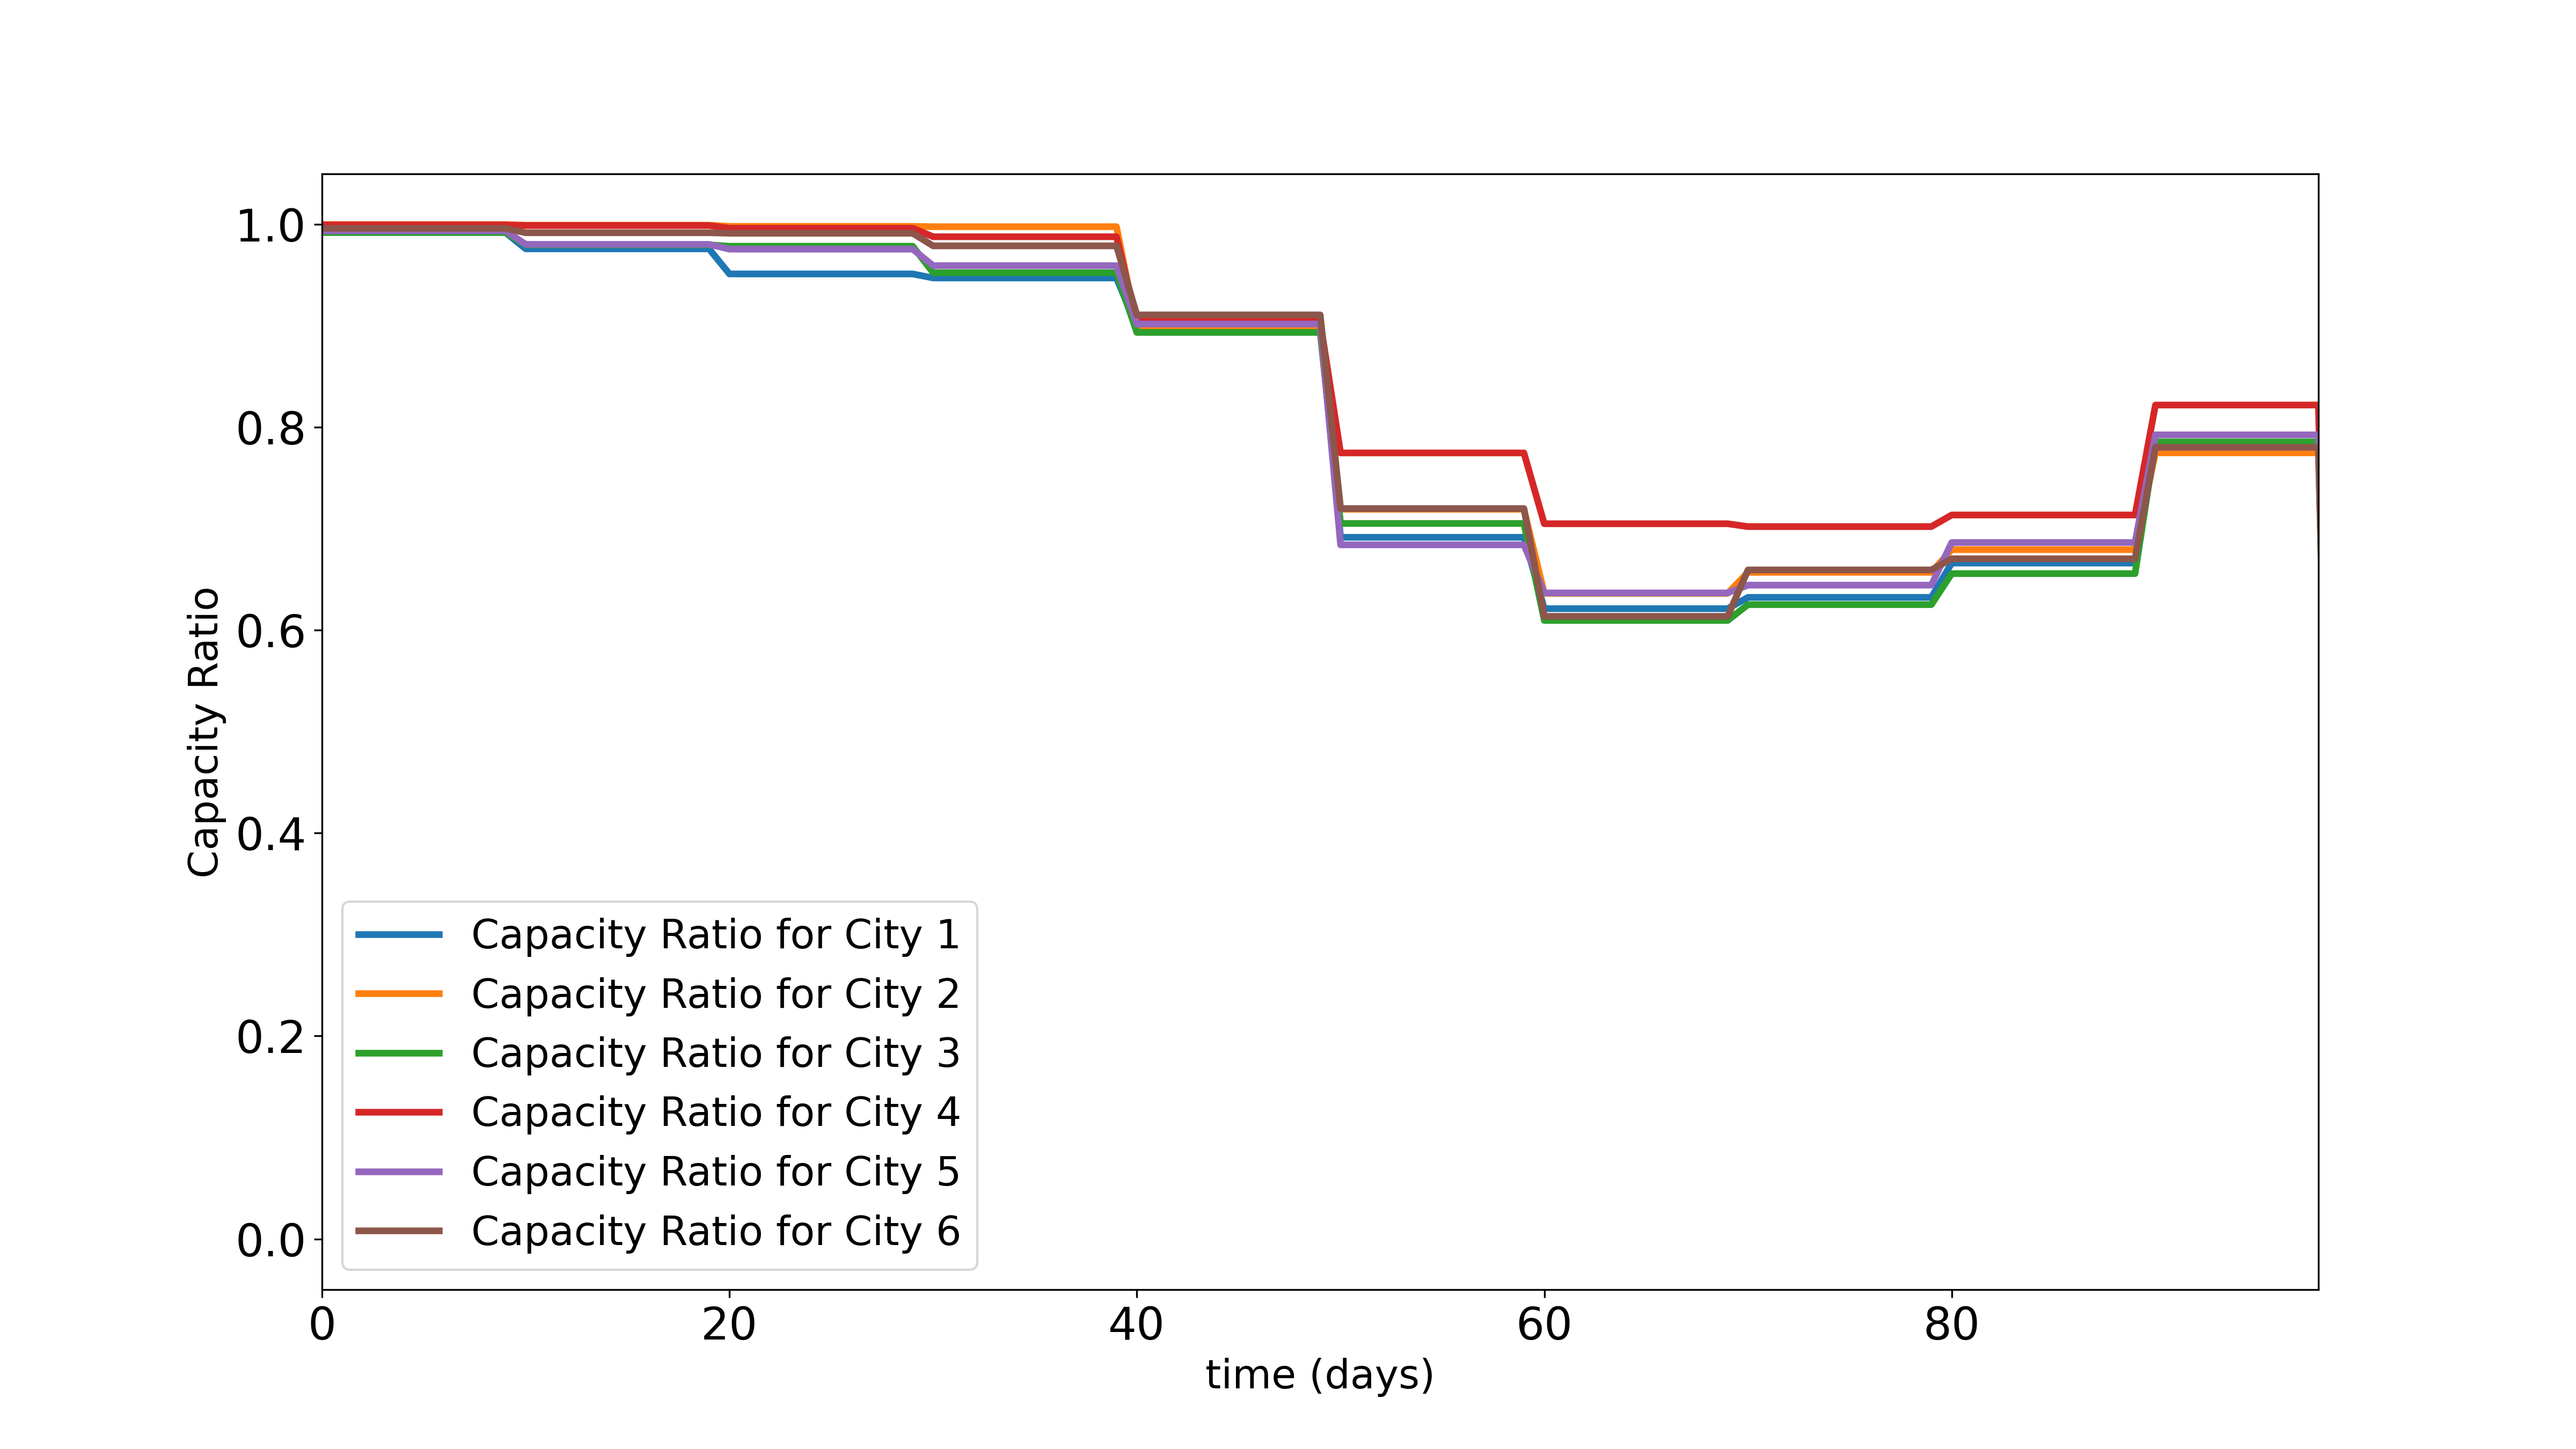 1.0
0.8
0.6
0.4
0.2
0.0
Capacity Ratio
Capacity Ratio for City 1
Capacity Ratio for City 2
Capacity Ratio for City 3
Capacity Ratio for City 4
Capacity Ratio for City 5
Capacity Ratio for City 6
0 20 40 60 80
time (days)